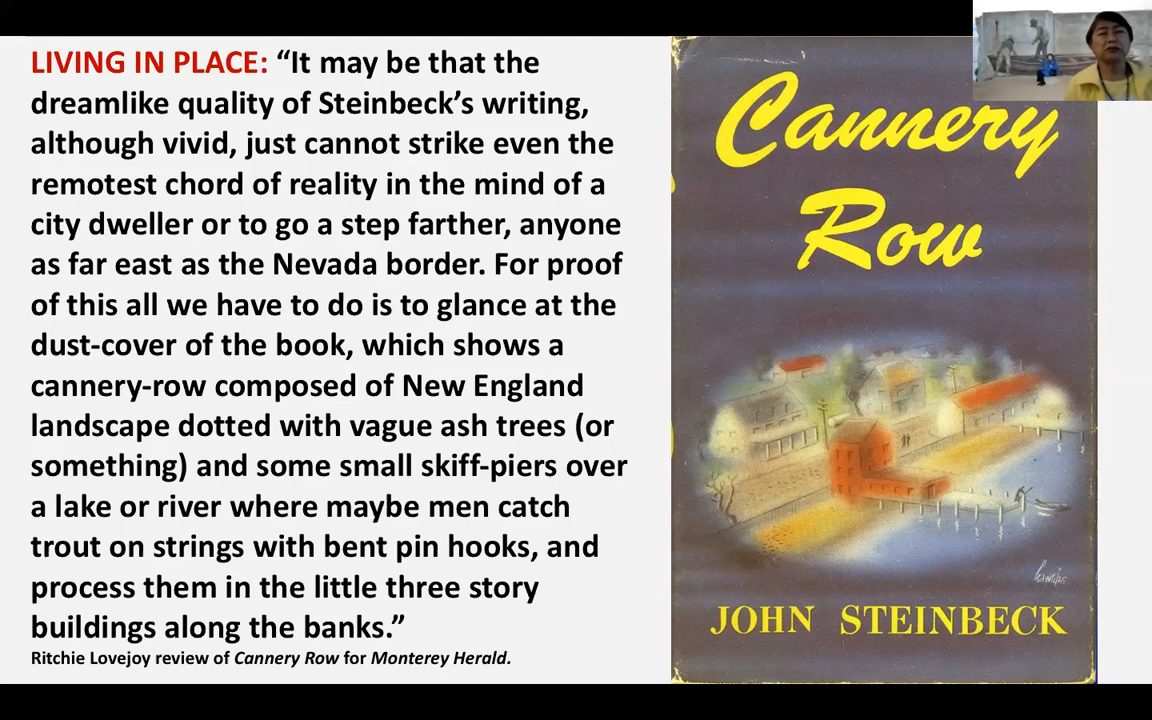 LIVING IN PLACE: “It may be that the
dreamlike quality of Steinbeck’s writing,
although vivid, just cannot strike even the
remotest chord of reality in the mind of a
city dweller or to go a step farther, anyone
as far east as the Nevada border. For proof
of this all we have to do is to glance at the
dust-cover of the book, which shows a
cannery-row composed of New England
landscape dotted with vague ash trees (or
something) and some small skiff-piers over
a lake or river where maybe men catch
trout on strings with bent pin hooks, and
process them in the little three story
buildings along the banks.”
Ritchie Lovejoy review of Cannery Row for Monterey Herald.
Cannery
Row
JOHN STEINBECK